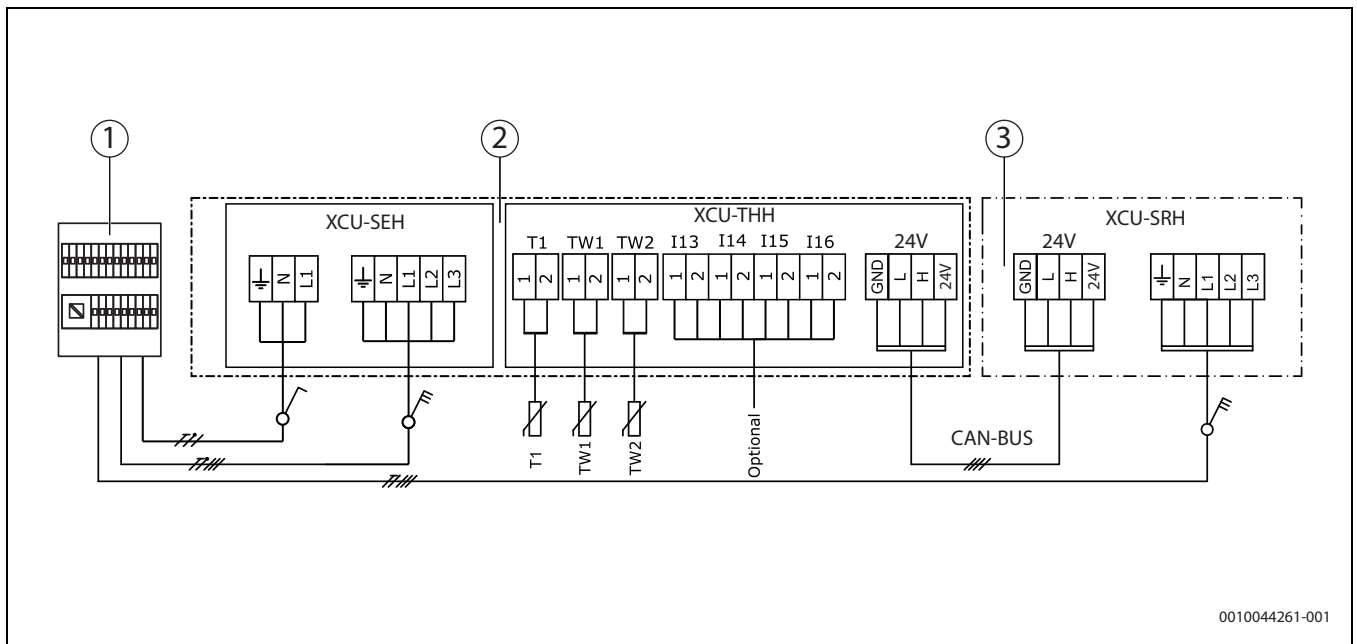 1
2
3
XCU-SEH
XCU-THH
XCU-SRH
T1 TW1 TW2 I13 I14 I15 I16
24V
24V
N L1
N L1 L2 L3
1 2 1 2 1 2 1 2 1 2 1 2 1 2
GND L H 24V
GND L H 24V
N L1 L2 L3
T1
TW1
TW2
Optional
CAN-BUS
0010044261-001